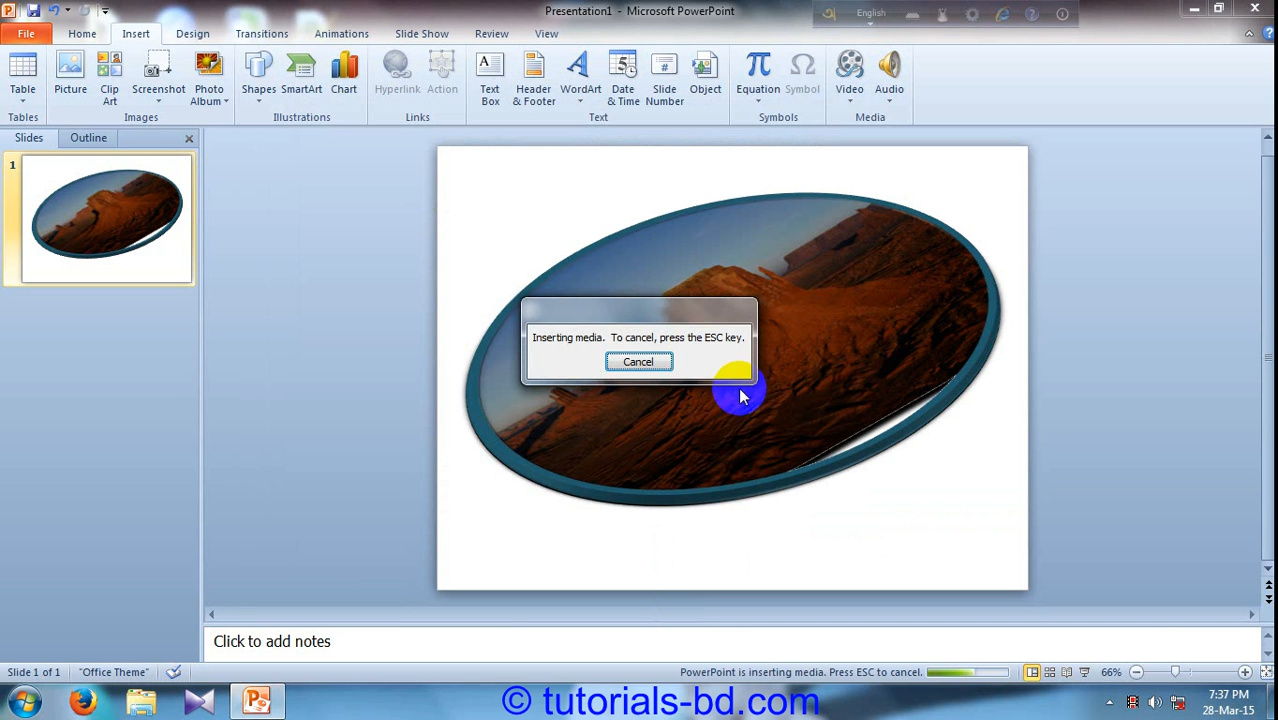 Presentation1 - Microsoft PowerPoint
English
File Home Insert Design Transitions Animations Slide Show Review View
Table Picture Clip Art Screenshot Photo Album Shapes SmartArt Chart Hyperlink Action Text Box Header & Footer WordArt Date & Time Slide Number Object Equation Symbol Video Audio
Tables Images Illustrations Links Text Symbols Media
Slides Outline
1
Inserting media. To cancel, press the ESC key.
Cancel
Click to add notes
Slide 1 of 1 "Office Theme" PowerPoint is inserting media. Press ESC to cancel. 66%
7:37 PM
© tutorials-bd.com
28-Mar-15